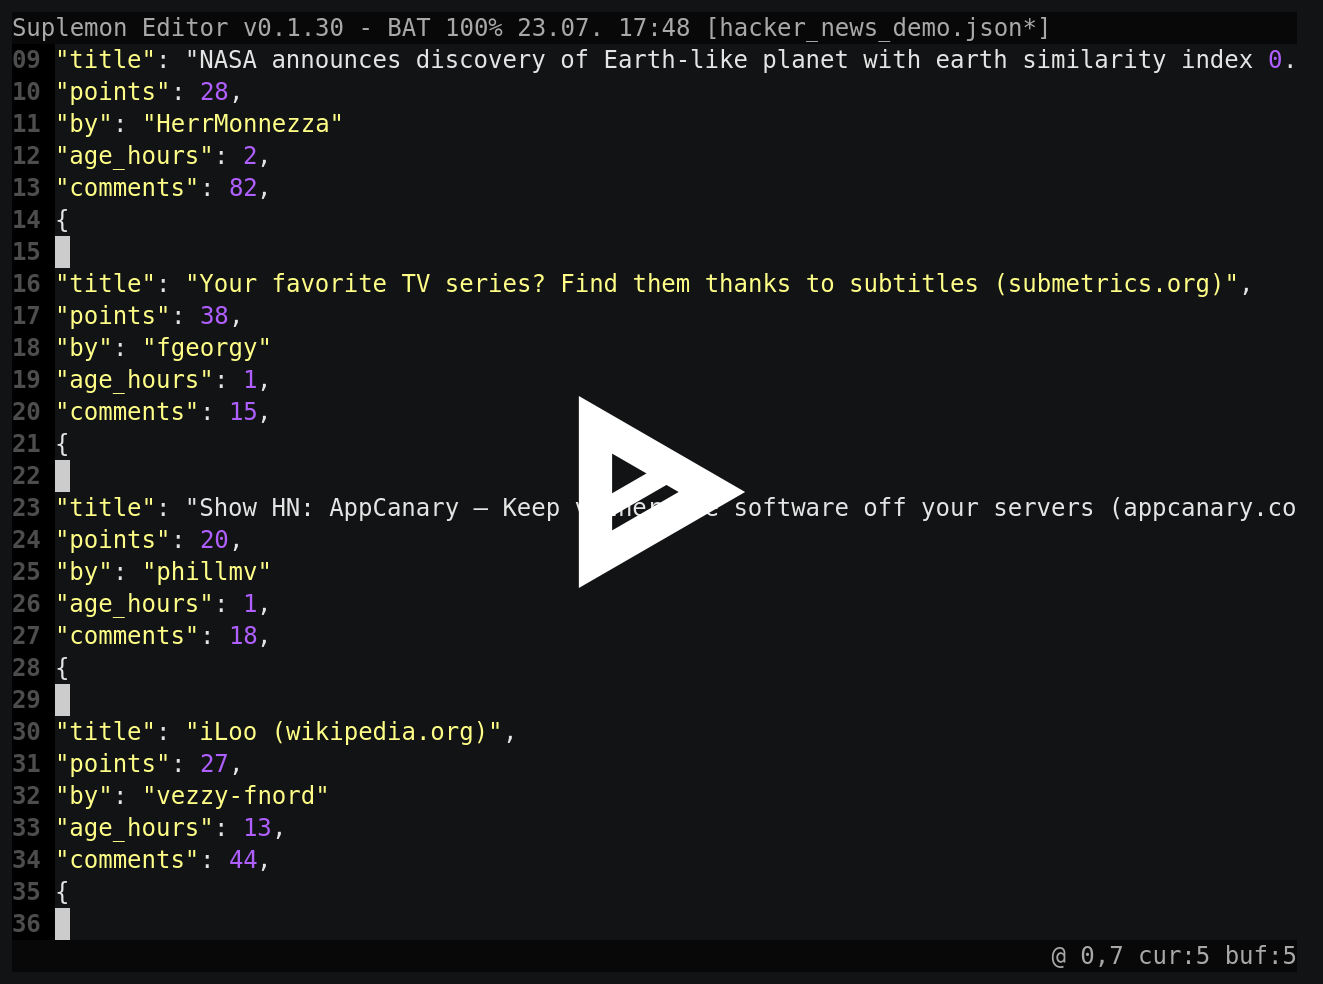 Suplemon Editor v0.1.30 - BAT 100% 23.07. 17:48 [hacker_news_demo.json*]
09 "title": "NASA announces discovery of Earth-like planet with earth similarity index 0.
10 "points": 28,
11 "by": "HerrMonnezza"
12 "age_hours": 2,
13 "comments": 82,
14 {
15
16 "title": "Your favorite TV series? Find them thanks to subtitles (submetrics.org)",
17 "points": 38,
18 "by": "fgeorgy"
19 "age_hours": 1,
20 "comments": 15,
21 {
22
23 "title": "Show HN: AppCanary – Keep software off your servers (appcanary.co
24 "points": 20,
25 "by": "phillmv"
26 "age_hours": 1,
27 "comments": 18,
28 {
29
30 "title": "iLoo (wikipedia.org)",
31 "points": 27,
32 "by": "vezzy-fnord"
33 "age_hours": 13,
34 "comments": 44,
35 {
36
@ 0,7 cur:5 buf:5